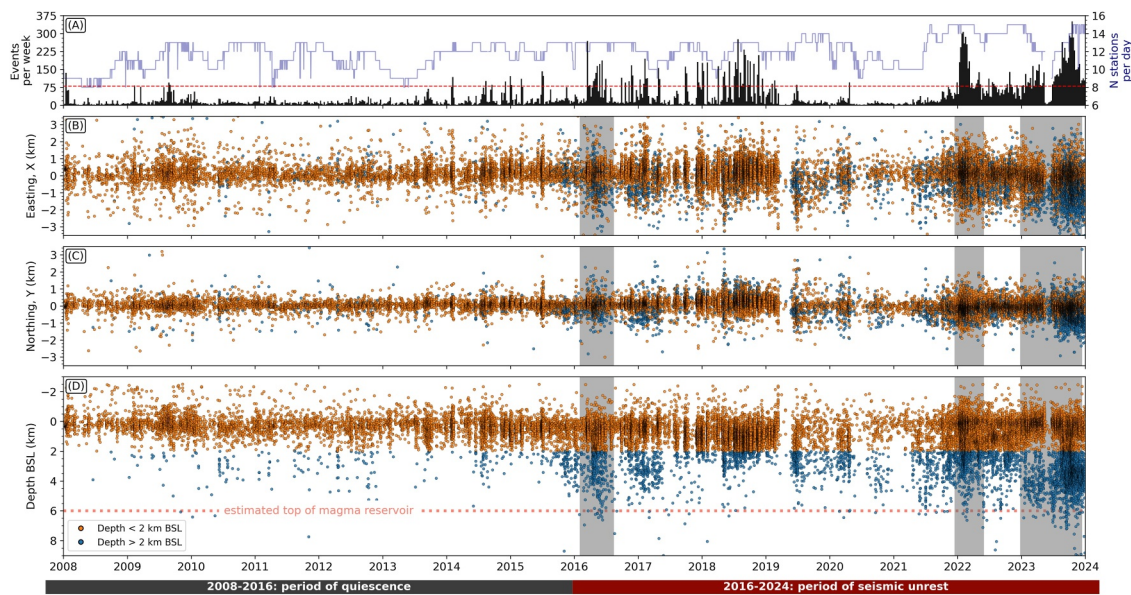 (A)
Events
per week
375
300
225
150
75
0
16
14
12
10
8
6
N stations
per day
(B)
Easting, X (km)
3
2
1
0
−1
−2
−3
(C)
Northing, Y (km)
3
2
1
0
−1
−2
−3
(D)
Depth BSL (km)
−2
0
2
4
6
8
estimated top of magma reservoir
Depth < 2 km BSL
Depth > 2 km BSL
2008 2009 2010 2011 2012 2013 2014 2015 2016 2017 2018 2019 2020 2021 2022 2023 2024
2008-2016: period of quiescence 2016-2024: period of seismic unrest